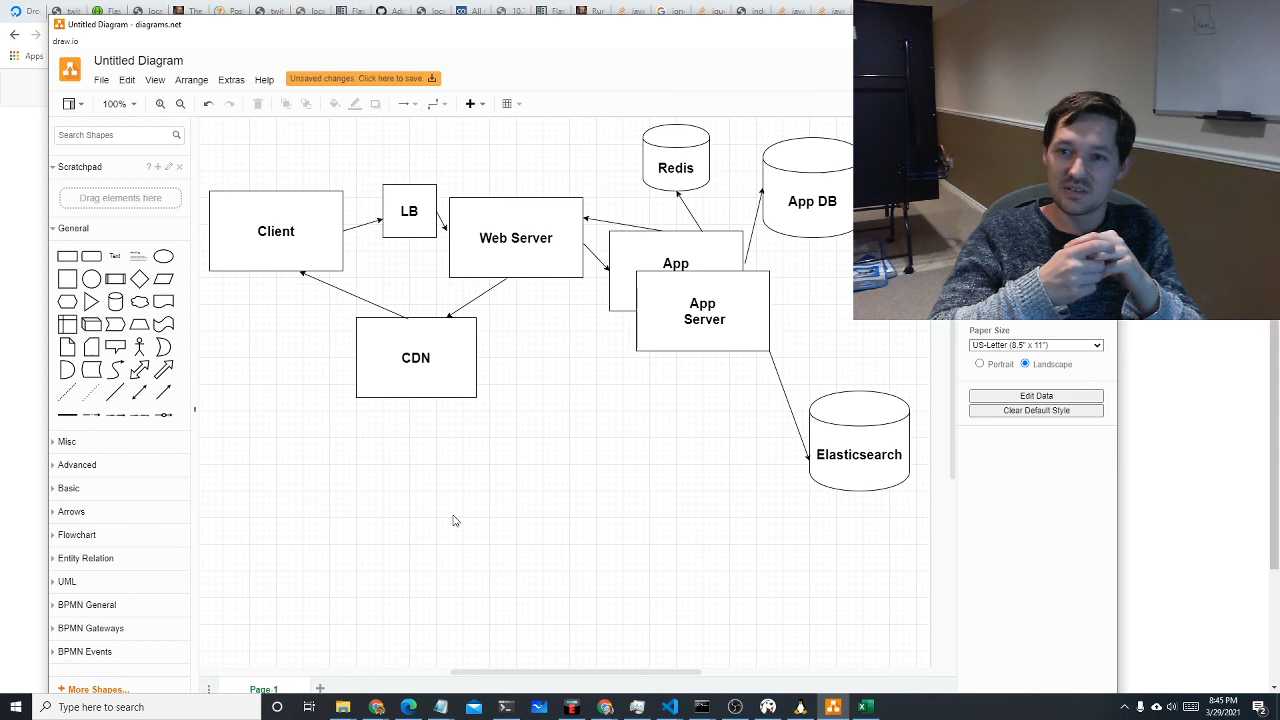 Untitled Diagram - diagrams.net
draw.io
Apps
Untitled Diagram
File Edit View Arrange Extras Help
Unsaved changes. Click here to save.
100%
Search Shapes
Scratchpad
?
Drag elements here
General
Text
Misc
Advanced
Basic
Arrows
Flowchart
Entity Relation
UML
BPMN General
BPMN Gateways
BPMN Events
+ More Shapes...
Client
LB
Web Server
CDN
Redis
App DB
App
App
Server
Elasticsearch
Paper Size
US-Letter (8,5" x 11")
Portrait Landscape
Edit Data
Clear Default Style
Page-1
Type here to search
8:45 PM
3/29/2021